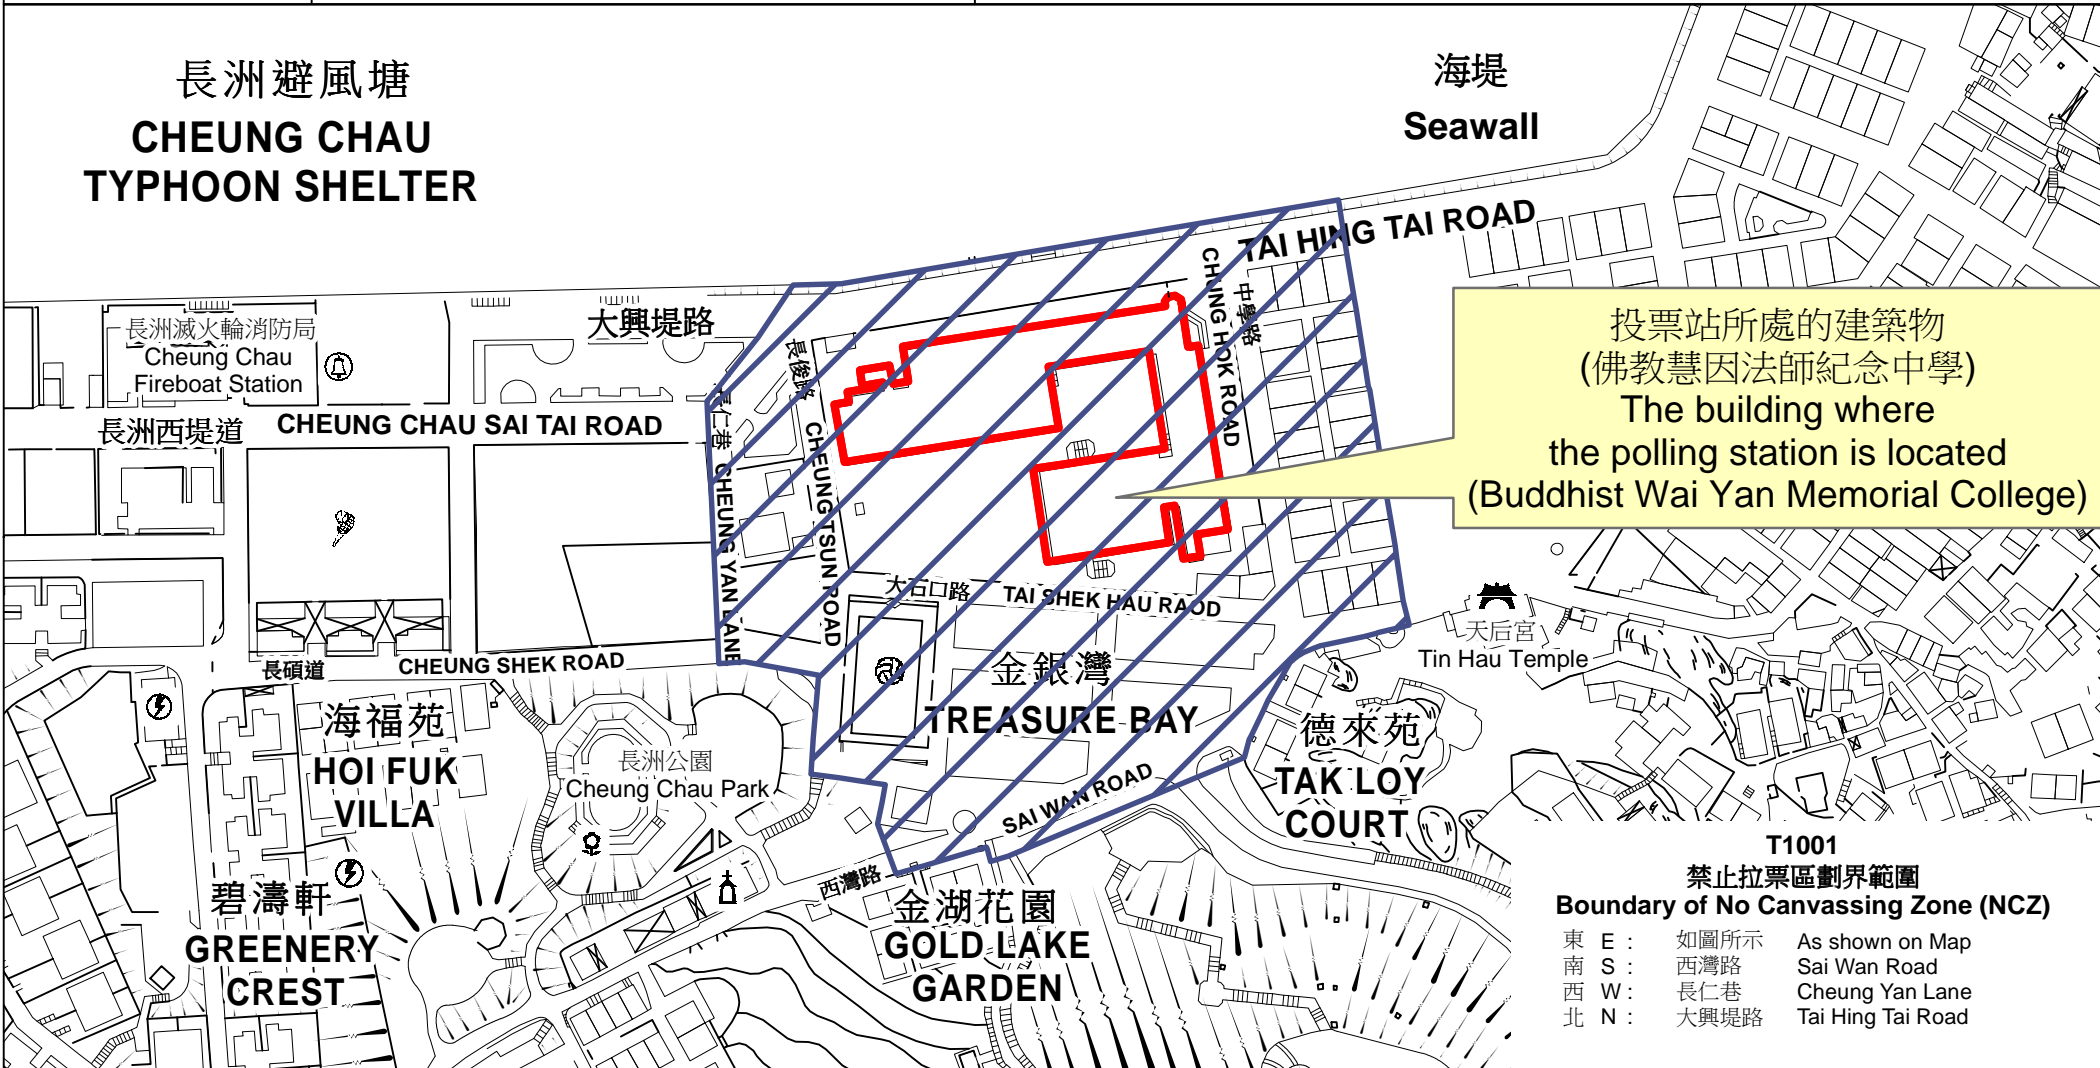 長洲避風塘
CHEUNG CHAU
TYPHOON SHELTER
海堤
Seawall
TAI HING TAI ROAD
大興堤路
長洲滅火輪消防局
Cheung Chau
Fireboat Station
長洲西堤道
CHEUNG CHAU SAI TAI ROAD
長仁巷 CHEUNG YAN LANE
長俊路 CHEUNG TSUN ROAD
中學路
CHUNG HOK ROAD
投票站所處的建築物
(佛教慧因法師紀念中學)
The building where
the polling station is located
(Buddhist Wai Yan Memorial College)
大石口路 TAI SHEK HAU RAOD
天后宮
Tin Hau Temple
長碩道 CHEUNG SHEK ROAD
金銀灣
TREASURE BAY
海福苑
HOI FUK
VILLA
長洲公園
Cheung Chau Park
德來苑
TAK LOY
COURT
西灣路
SAI WAN ROAD
碧濤軒
GREENERY
CREST
金湖花園
GOLD LAKE
GARDEN
T1001
禁止拉票區劃界範圍
Boundary of No Canvassing Zone (NCZ)
東 E : 如圖所示 As shown on Map
南 S : 西灣路 Sai Wan Road
西 W : 長仁巷 Cheung Yan Lane
北 N : 大興堤路 Tai Hing Tai Road